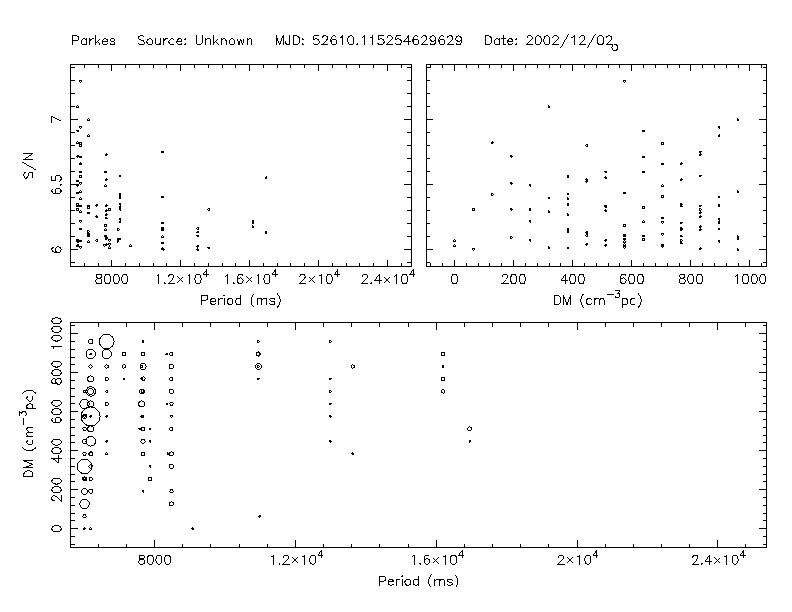 Parkes Source: Unknown MJD: 52610.115254629629 Date: 2002/12/02
S/N
7
6.5
6
8000 1.2×10⁴ 1.6×10⁴ 2×10⁴ 2.4×10⁴
Period (ms)
0 200 400 600 800 1000
DM (cm⁻³pc)
DM (cm⁻³pc)
1000
800
600
400
200
0
8000 1.2×10⁴ 1.6×10⁴ 2×10⁴ 2.4×10⁴
Period (ms)